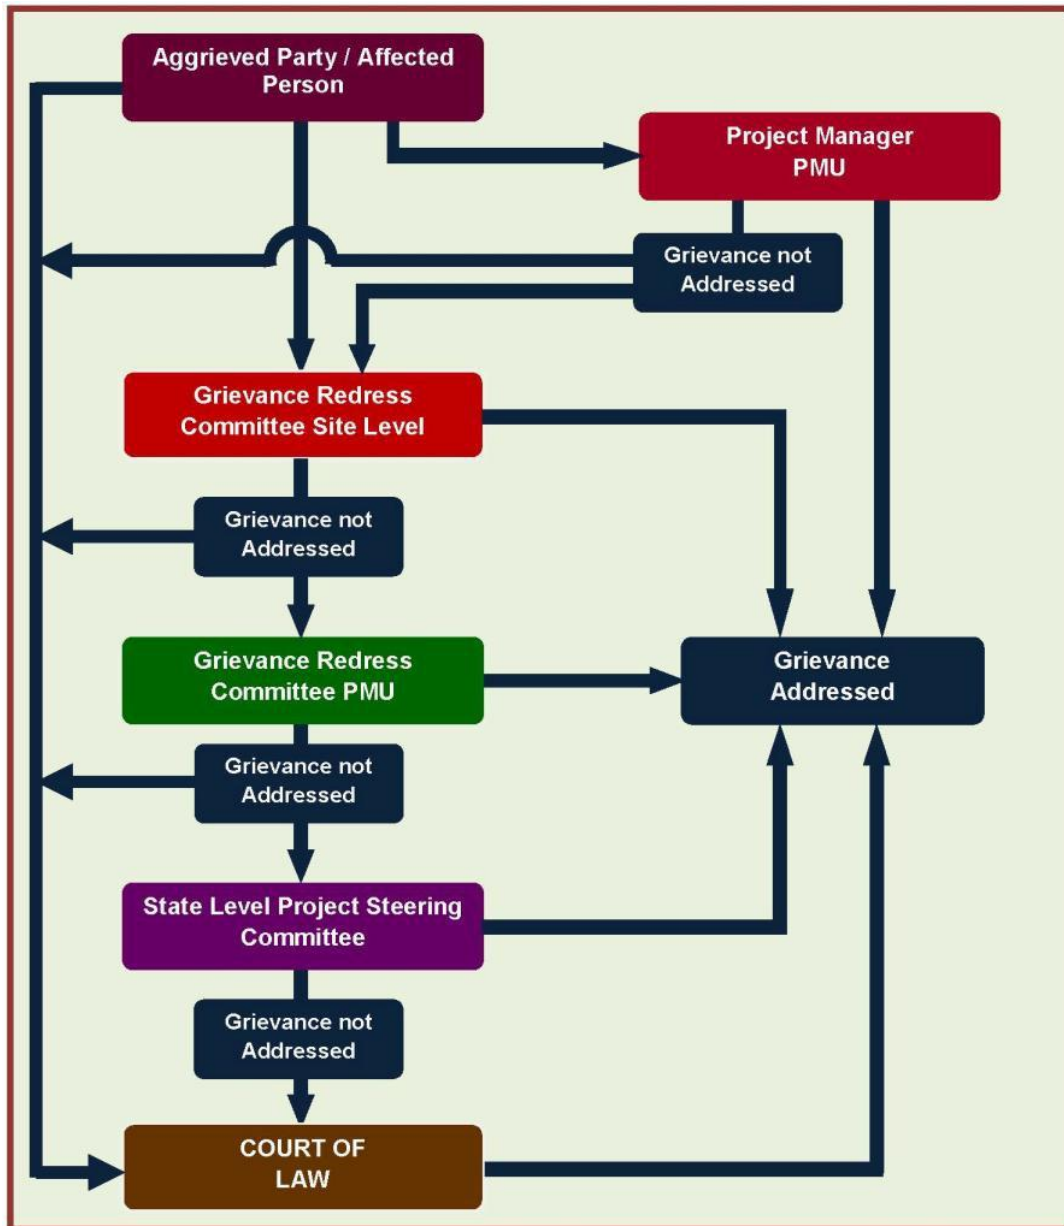 Aggrieved Party / Affected
Person
Project Manager
PMU
Grievance not
Addressed
Grievance Redress
Committee Site Level
Grievance not
Addressed
Grievance Redress
Committee PMU
Grievance
Addressed
Grievance not
Addressed
State Level Project Steering
Committee
Grievance not
Addressed
COURT OF
LAW